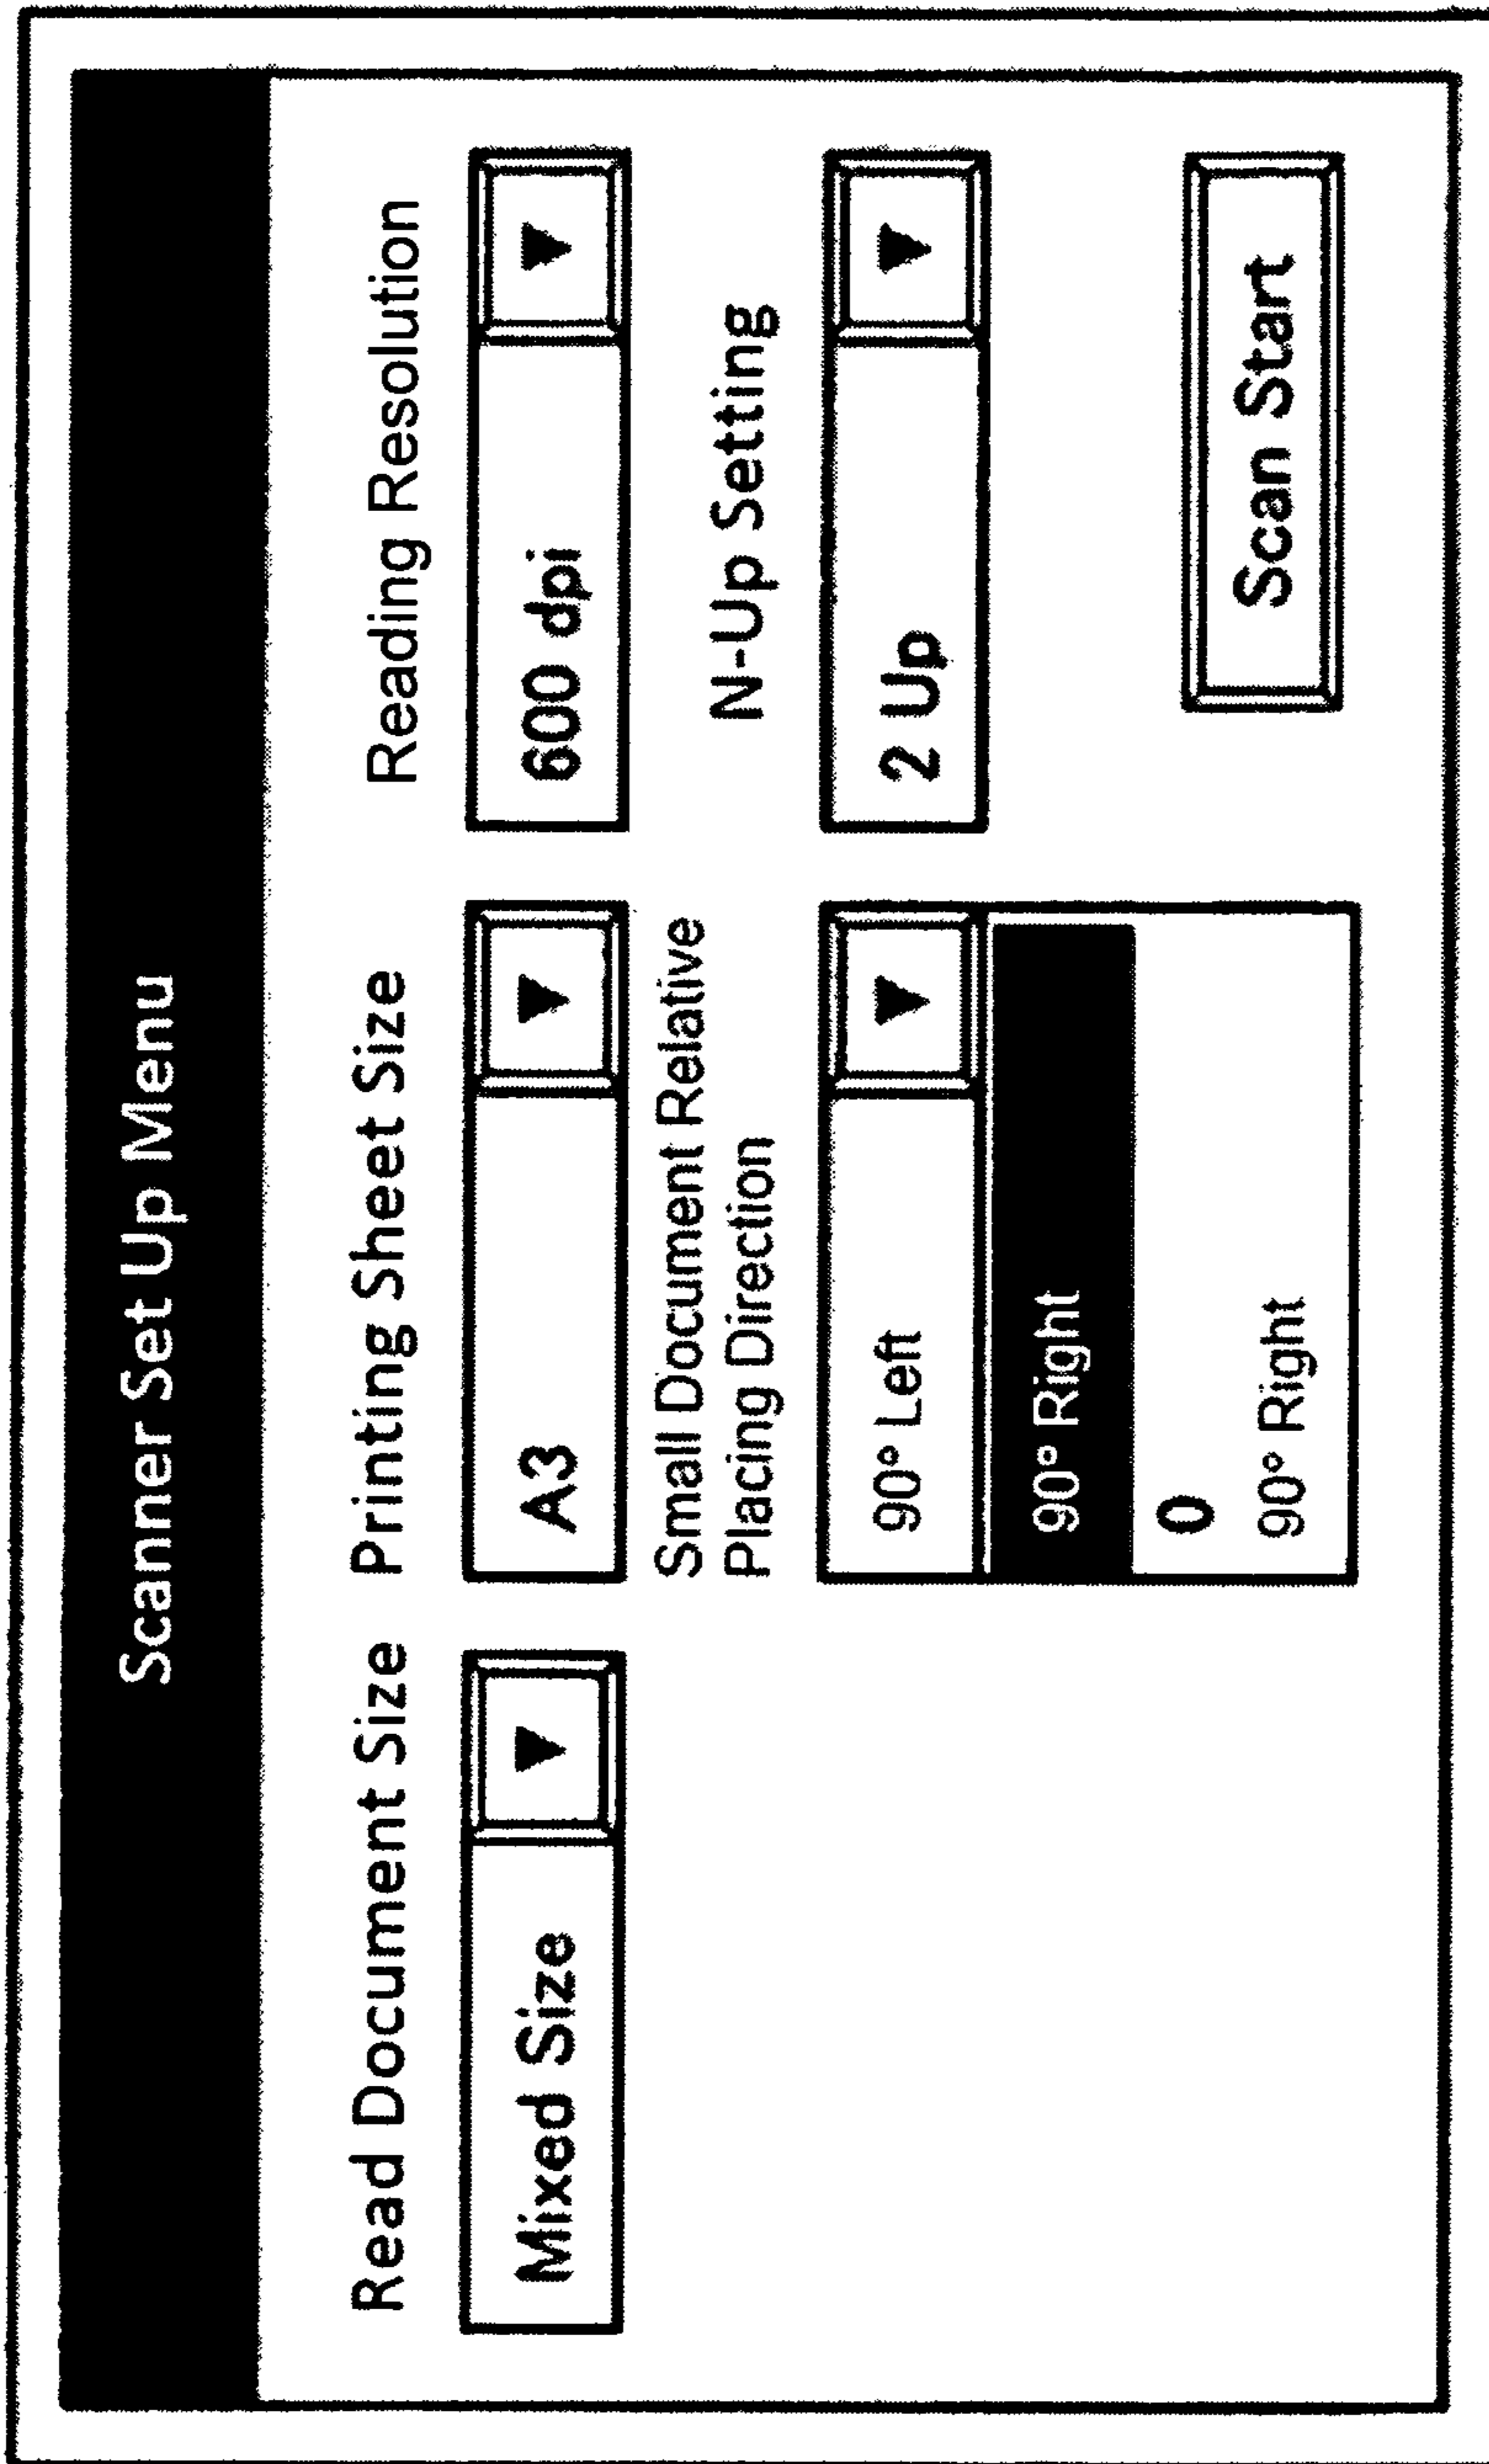 Scanner Set Up Menu
Read Document Size
Mixed Size
Printing Sheet Size
A3
Reading Resolution
600 dpi
Small Document Relative
Placing Direction
90° Left
90° Right
0
90° Right
N-Up Setting
2 Up
Scan Start